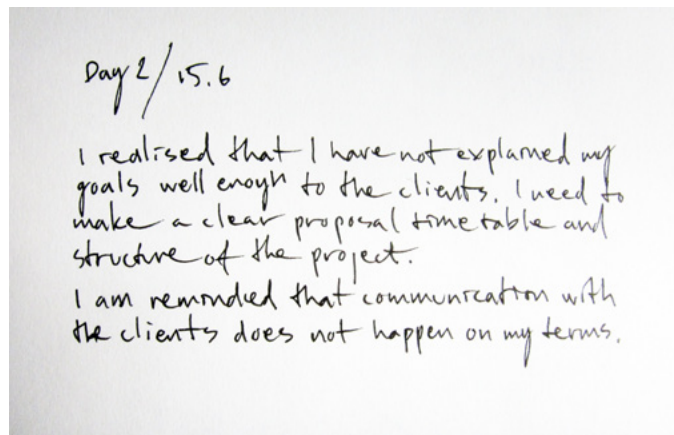 Day 2/15.6
I realised that I have not explained my
goals well enough to the clients. I need to
make a clear proposal timetable and
structure of the project.
I am reminded that communication with
the clients does not happen on my terms.